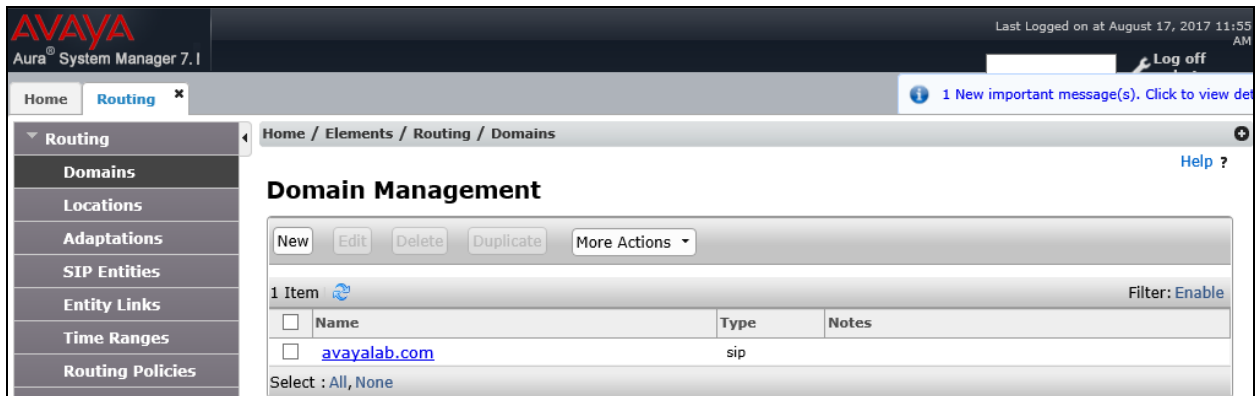 AVAYA
Last Logged on at August 17, 2017 11:55
AM
Aura® System Manager 7.1
Log off
Home Routing ×
1 New important message(s). Click to view det
Routing
Home / Elements / Routing / Domains
Help ?
Domains
Domain Management
Locations
Adaptations
New Edit Delete Duplicate More Actions
SIP Entities
1 Item Filter: Enable
Entity Links
Name Type Notes
Time Ranges
avayalab.com sip
Routing Policies
Select : All, None